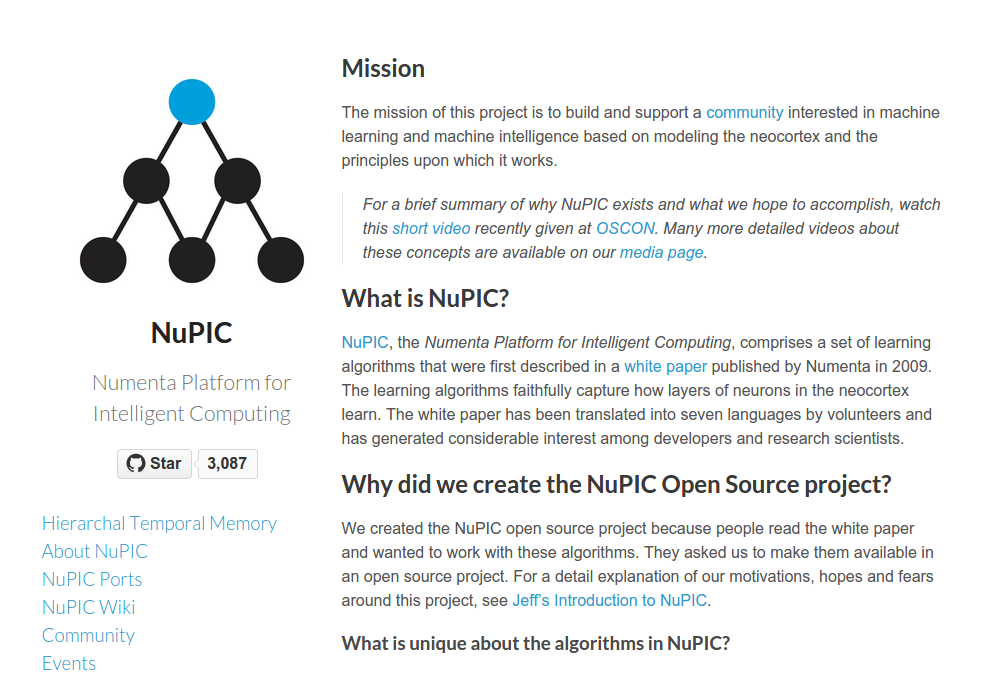 NuPIC
Numenta Platform for
Intelligent Computing
Star 3,087
Hierarchal Temporal Memory
About NuPIC
NuPIC Ports
NuPIC Wiki
Community
Events
Mission
The mission of this project is to build and support a community interested in machine
learning and machine intelligence based on modeling the neocortex and the
principles upon which it works.
For a brief summary of why NuPIC exists and what we hope to accomplish, watch
this short video recently given at OSCON. Many more detailed videos about
these concepts are available on our media page.
What is NuPIC?
NuPIC, the Numenta Platform for Intelligent Computing, comprises a set of learning
algorithms that were first described in a white paper published by Numenta in 2009.
The learning algorithms faithfully capture how layers of neurons in the neocortex
learn. The white paper has been translated into seven languages by volunteers and
has generated considerable interest among developers and research scientists.
Why did we create the NuPIC Open Source project?
We created the NuPIC open source project because people read the white paper
and wanted to work with these algorithms. They asked us to make them available in
an open source project. For a detail explanation of our motivations, hopes and fears
around this project, see Jeff's Introduction to NuPIC.
What is unique about the algorithms in NuPIC?